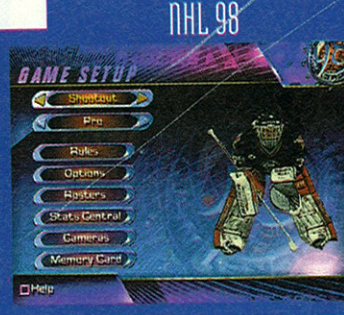 NHL 98
GAME SETUP
Shootout
Pro
Rules
Options
Rosters
Stats Central
Cameras
Memory Card
Help